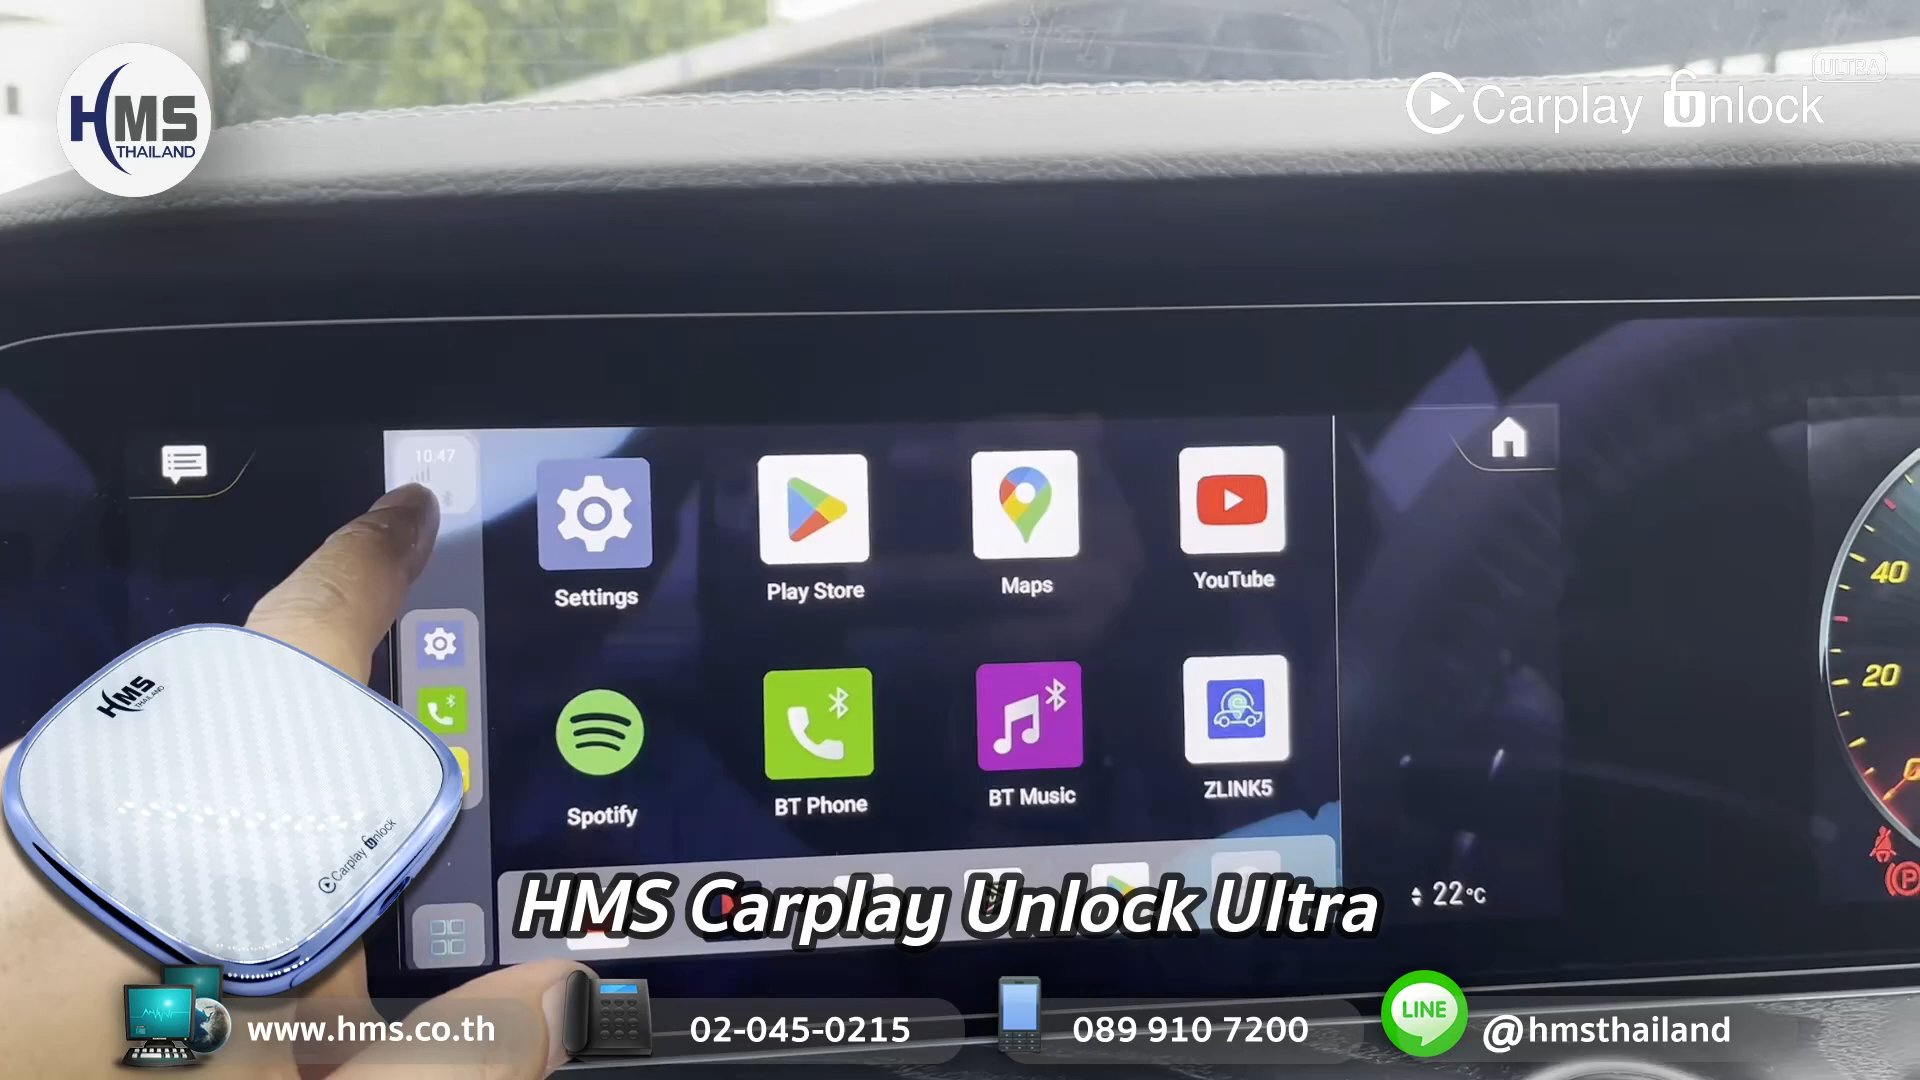 HMS
THAILAND
ULTRA
Carplay Unlock
10:47
Settings
Play Store
Maps
YouTube
40
20
Spotify
BT Phone
BT Music
ZLINK5
HMS
THAILAND
Carplay Unlock
HMS Carplay Unlock Ultra
22°C
P
www.hms.co.th
02-045-0215
089 910 7200
LINE
@hmsthailand